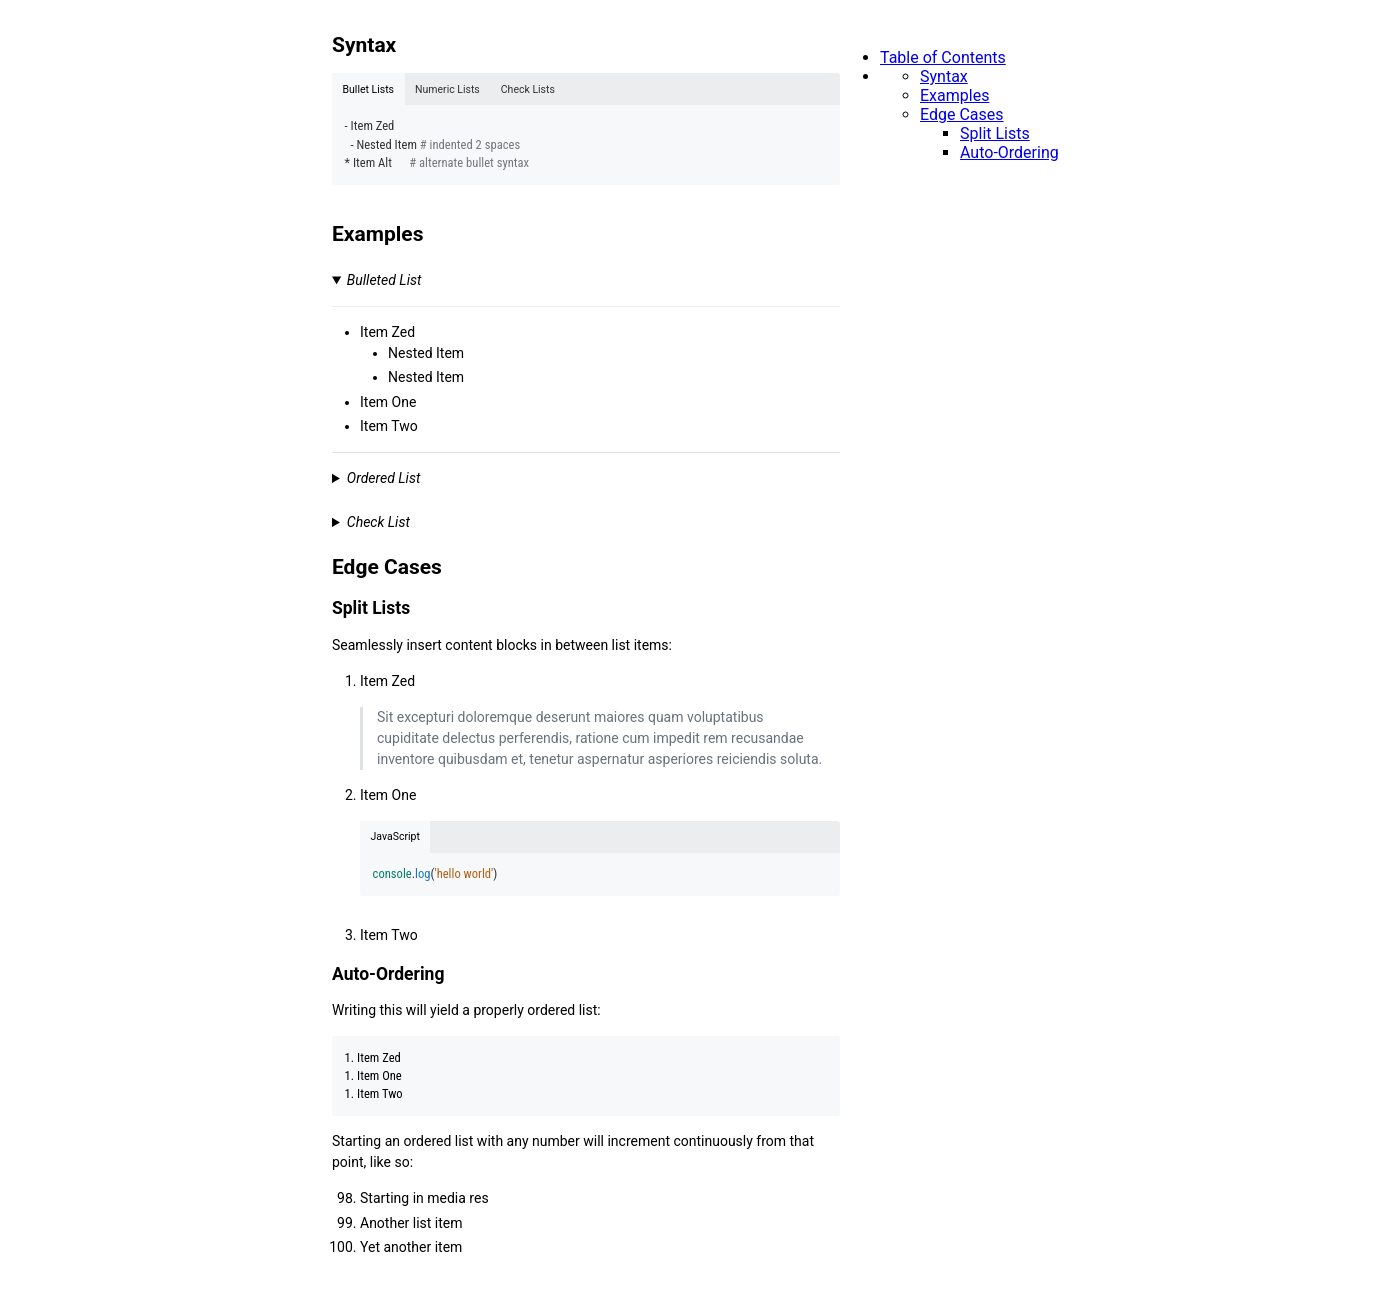 Syntax
Bullet Lists Numeric Lists Check Lists
- Item Zed
- Nested Item # indented 2 spaces
* Item Alt # alternate bullet syntax
Examples
Bulleted List
Item Zed
Nested Item
Nested Item
Item One
Item Two
Ordered List
Check List
Edge Cases
Split Lists
Seamlessly insert content blocks in between list items:
1. Item Zed
Sit excepturi doloremque deserunt maiores quam voluptatibus
cupiditate delectus perferendis, ratione cum impedit rem recusandae
inventore quibusdam et, tenetur aspernatur asperiores reiciendis soluta.
2. Item One
JavaScript
console.log('hello world')
3. Item Two
Auto-Ordering
Writing this will yield a properly ordered list:
1. Item Zed
1. Item One
1. Item Two
Starting an ordered list with any number will increment continuously from that
point, like so:
98. Starting in media res
99. Another list item
100. Yet another item
Table of Contents
Syntax
Examples
Edge Cases
Split Lists
Auto-Ordering